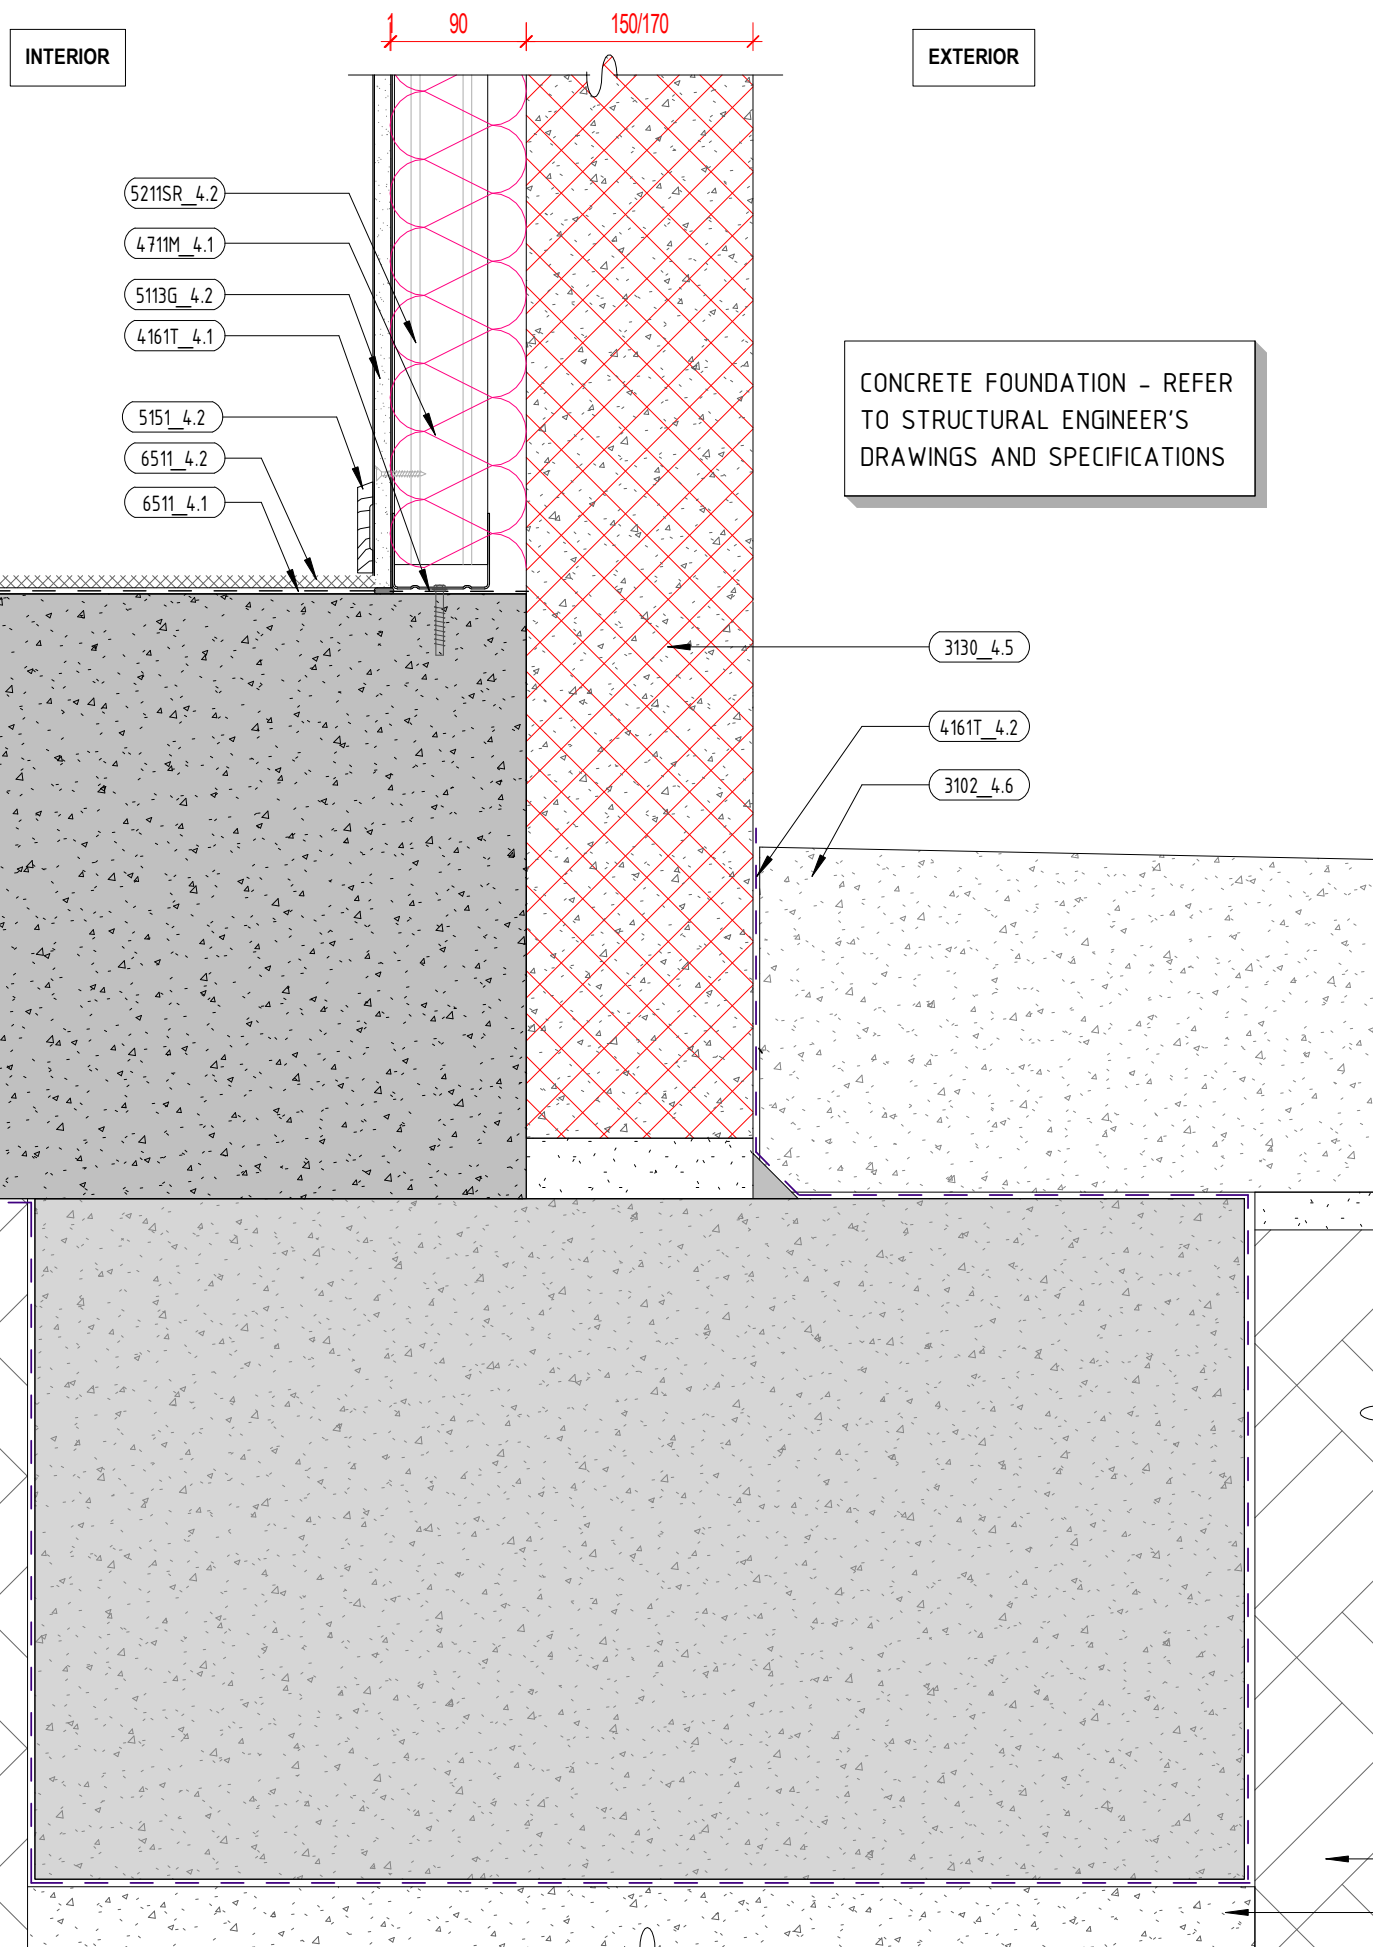 1
90
150/170
INTERIOR
EXTERIOR
5211SR_4.2
4711M_4.1
5113G_4.2
4161T_4.1
5151_4.2
6511_4.2
6511_4.1
CONCRETE FOUNDATION - REFER
TO STRUCTURAL ENGINEER'S
DRAWINGS AND SPECIFICATIONS
3130_4.5
4161T_4.2
3102_4.6